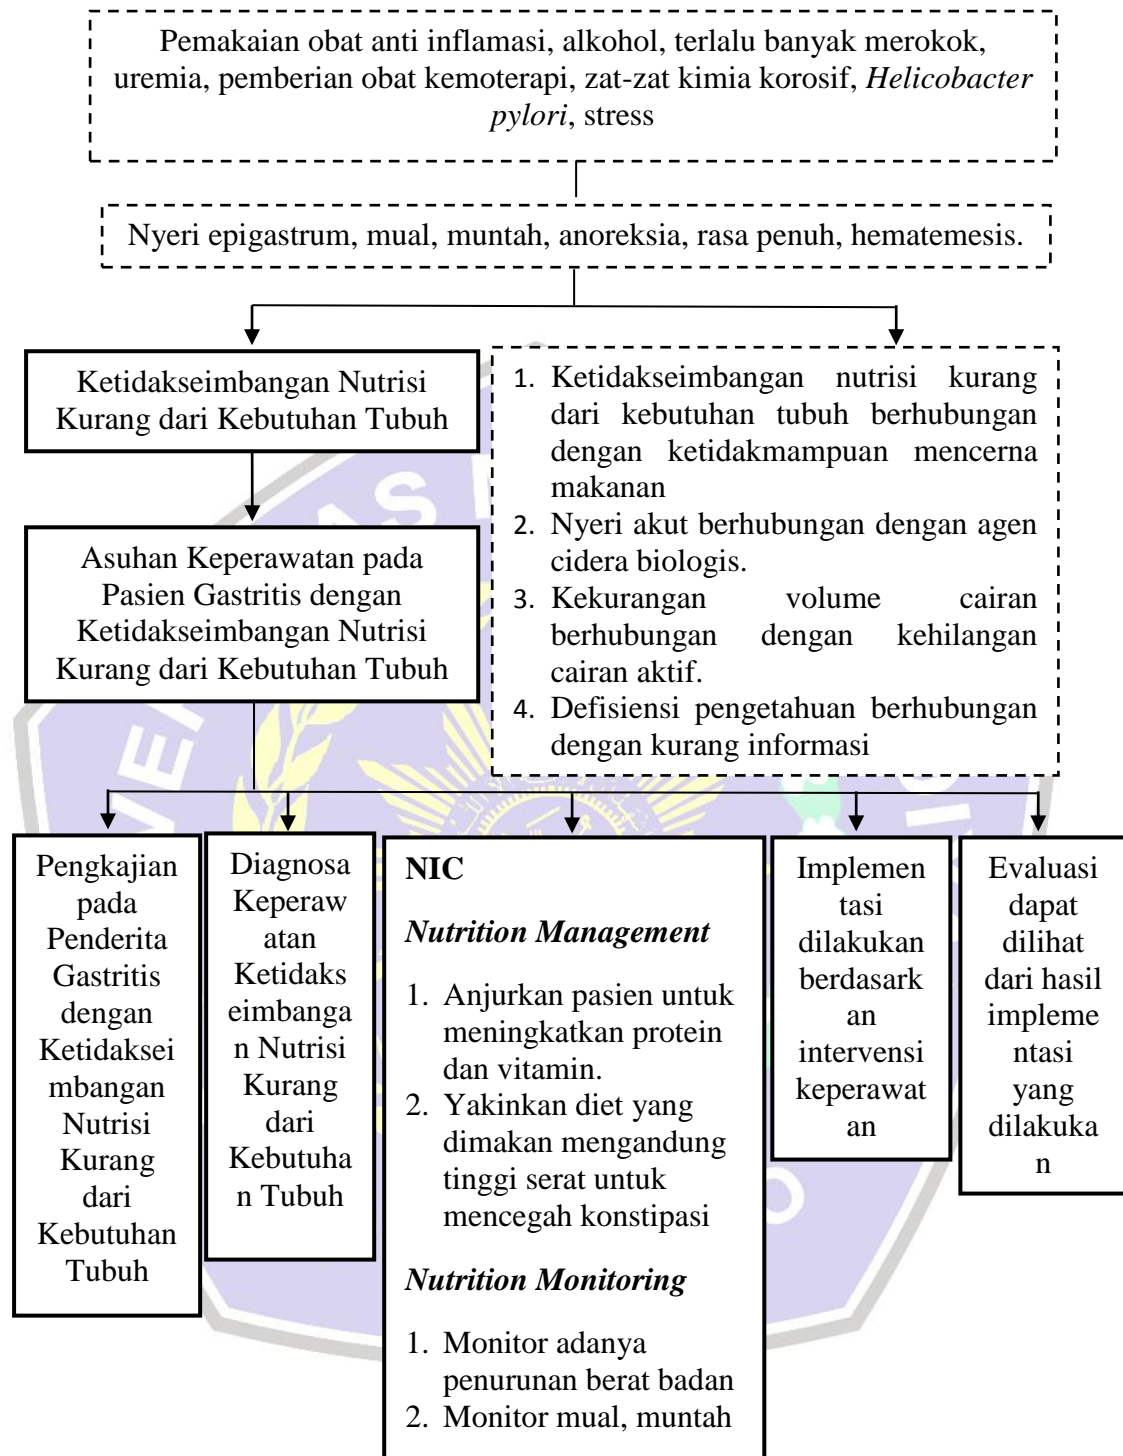 Pemakaian obat anti inflamasi, alkohol, terlalu banyak merokok,
uremia, pemberian obat kemoterapi, zat-zat kimia korosif, Helicobacter
pylori, stress
Nyeri epigastrum, mual, muntah, anoreksia, rasa penuh, hematemesis.
Ketidakseimbangan Nutrisi
Kurang dari Kebutuhan Tubuh
1. Ketidakseimbangan nutrisi kurang
dari kebutuhan tubuh berhubungan
dengan ketidakmampuan mencerna
makanan
2. Nyeri akut berhubungan dengan agen
cidera biologis.
3. Kekurangan volume cairan
berhubungan dengan kehilangan
cairan aktif.
4. Defisiensi pengetahuan berhubungan
dengan kurang informasi
Asuhan Keperawatan pada
Pasien Gastritis dengan
Ketidakseimbangan Nutrisi
Kurang dari Kebutuhan Tubuh
Pengkajian
pada
Penderita
Gastritis
dengan
Ketidaksei
mbangan
Nutrisi
Kurang
dari
Kebutuhan
Tubuh
Diagnosa
Keperaw
atan
Ketidaks
eimbanga
n Nutrisi
Kurang
dari
Kebutuha
n Tubuh
NIC
Nutrition Management
1. Anjurkan pasien untuk
meningkatkan protein
dan vitamin.
2. Yakinkan diet yang
dimakan mengandung
tinggi serat untuk
mencegah konstipasi
Nutrition Monitoring
1. Monitor adanya
penurunan berat badan
2. Monitor mual, muntah
Implemen
tasi
dilakukan
berdasark
an
intervensi
keperawat
an
Evaluasi
dapat
dilihat
dari hasil
impleme
ntasi
yang
dilakuka
n